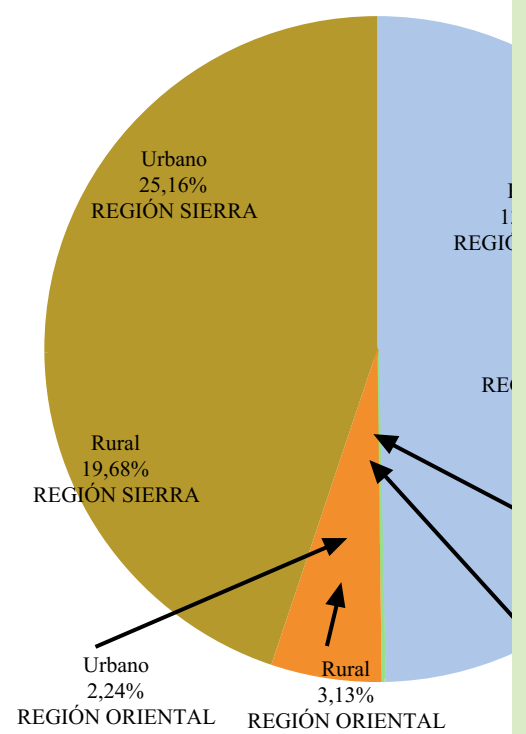 Urbano
25,16%
REGIÓN SIERRA
Rural
19,68%
REGIÓN SIERRA
Urbano
2,24%
REGIÓN ORIENTAL
Rural
3,13%
REGIÓN ORIENTAL